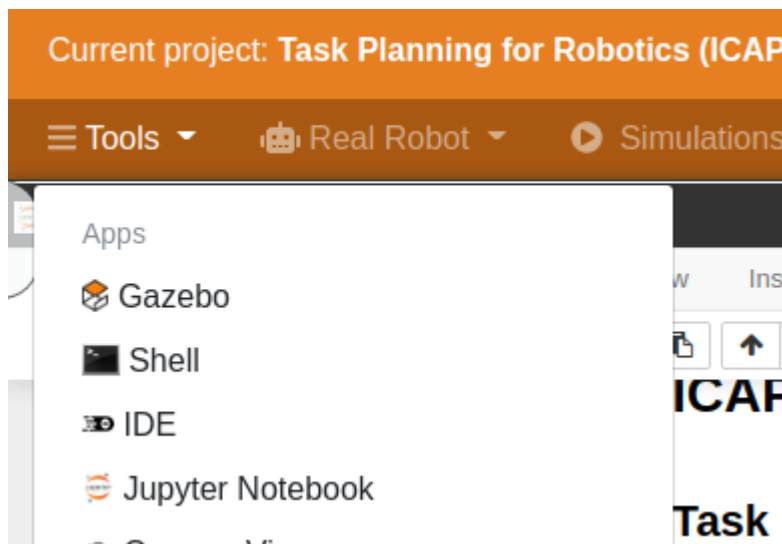 Current project: Task Planning for Robotics (ICAP
Tools Real Robot Simulations
Apps
Gazebo
w Ins
Shell
ICAP
IDE
Jupyter Notebook
Task